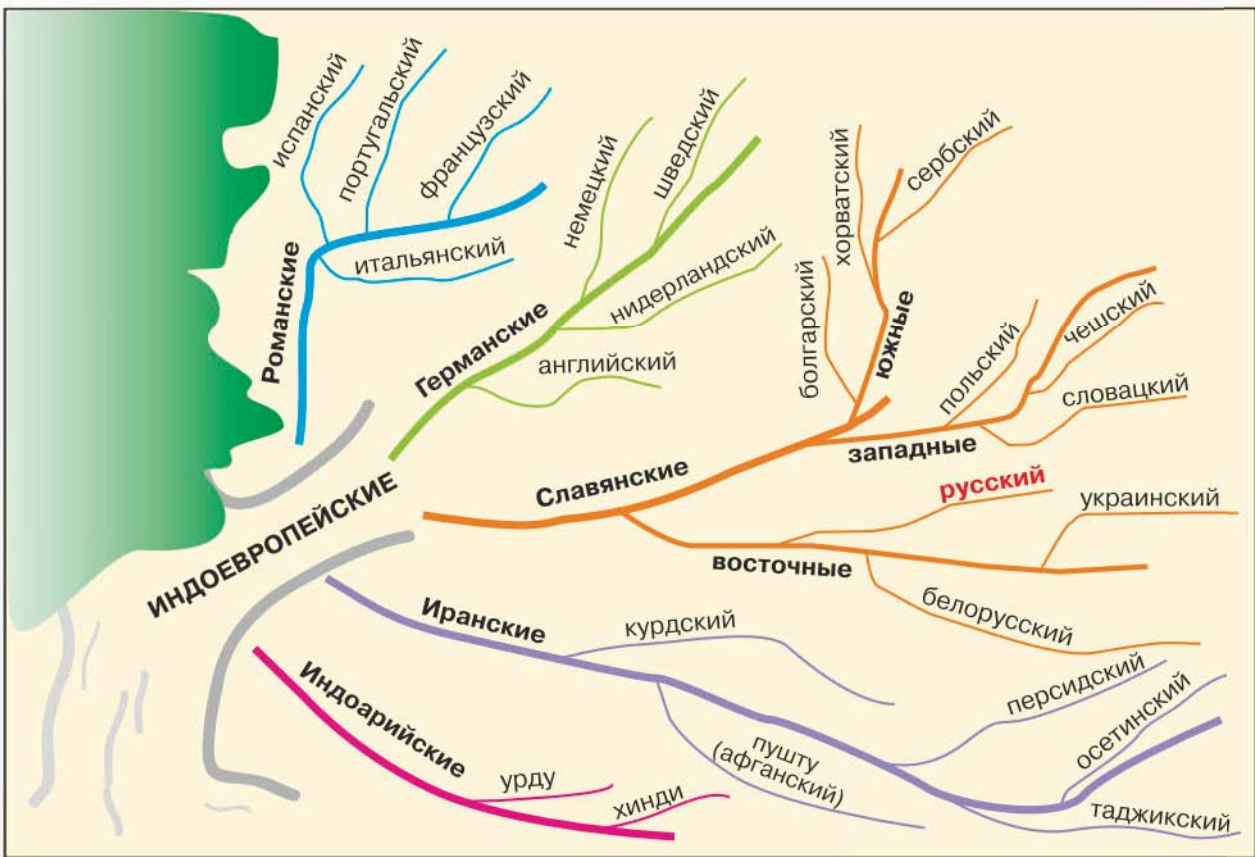 испанский
португальский
французский
итальянский
Романские
немецкий
шведский
нидерландский
английский
Германские
хорватский
сербский
болгарский
южные
польский
чешский
словацкий
западные
Славянские
русский
украинский
восточные
белорусский
ИНДОЕВРОПЕЙСКИЕ
Иранские
курдский
персидский
осетинский
пушту
(афганский)
таджикский
Индоарийские
урду
хинди